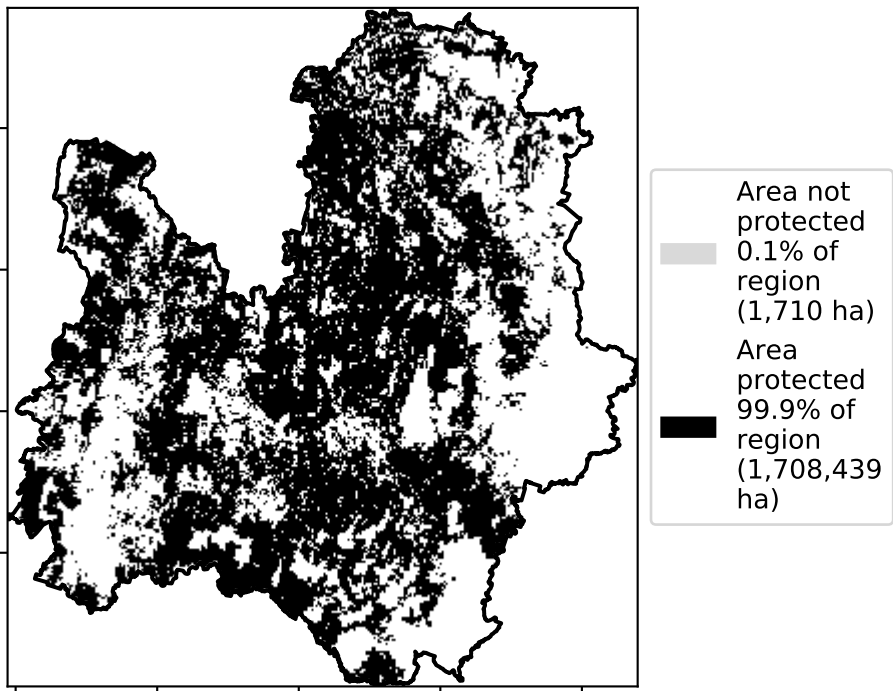 Area not
protected
0.1% of
region
(1,710 ha)
Area
protected
99.9% of
region
(1,708,439
ha)